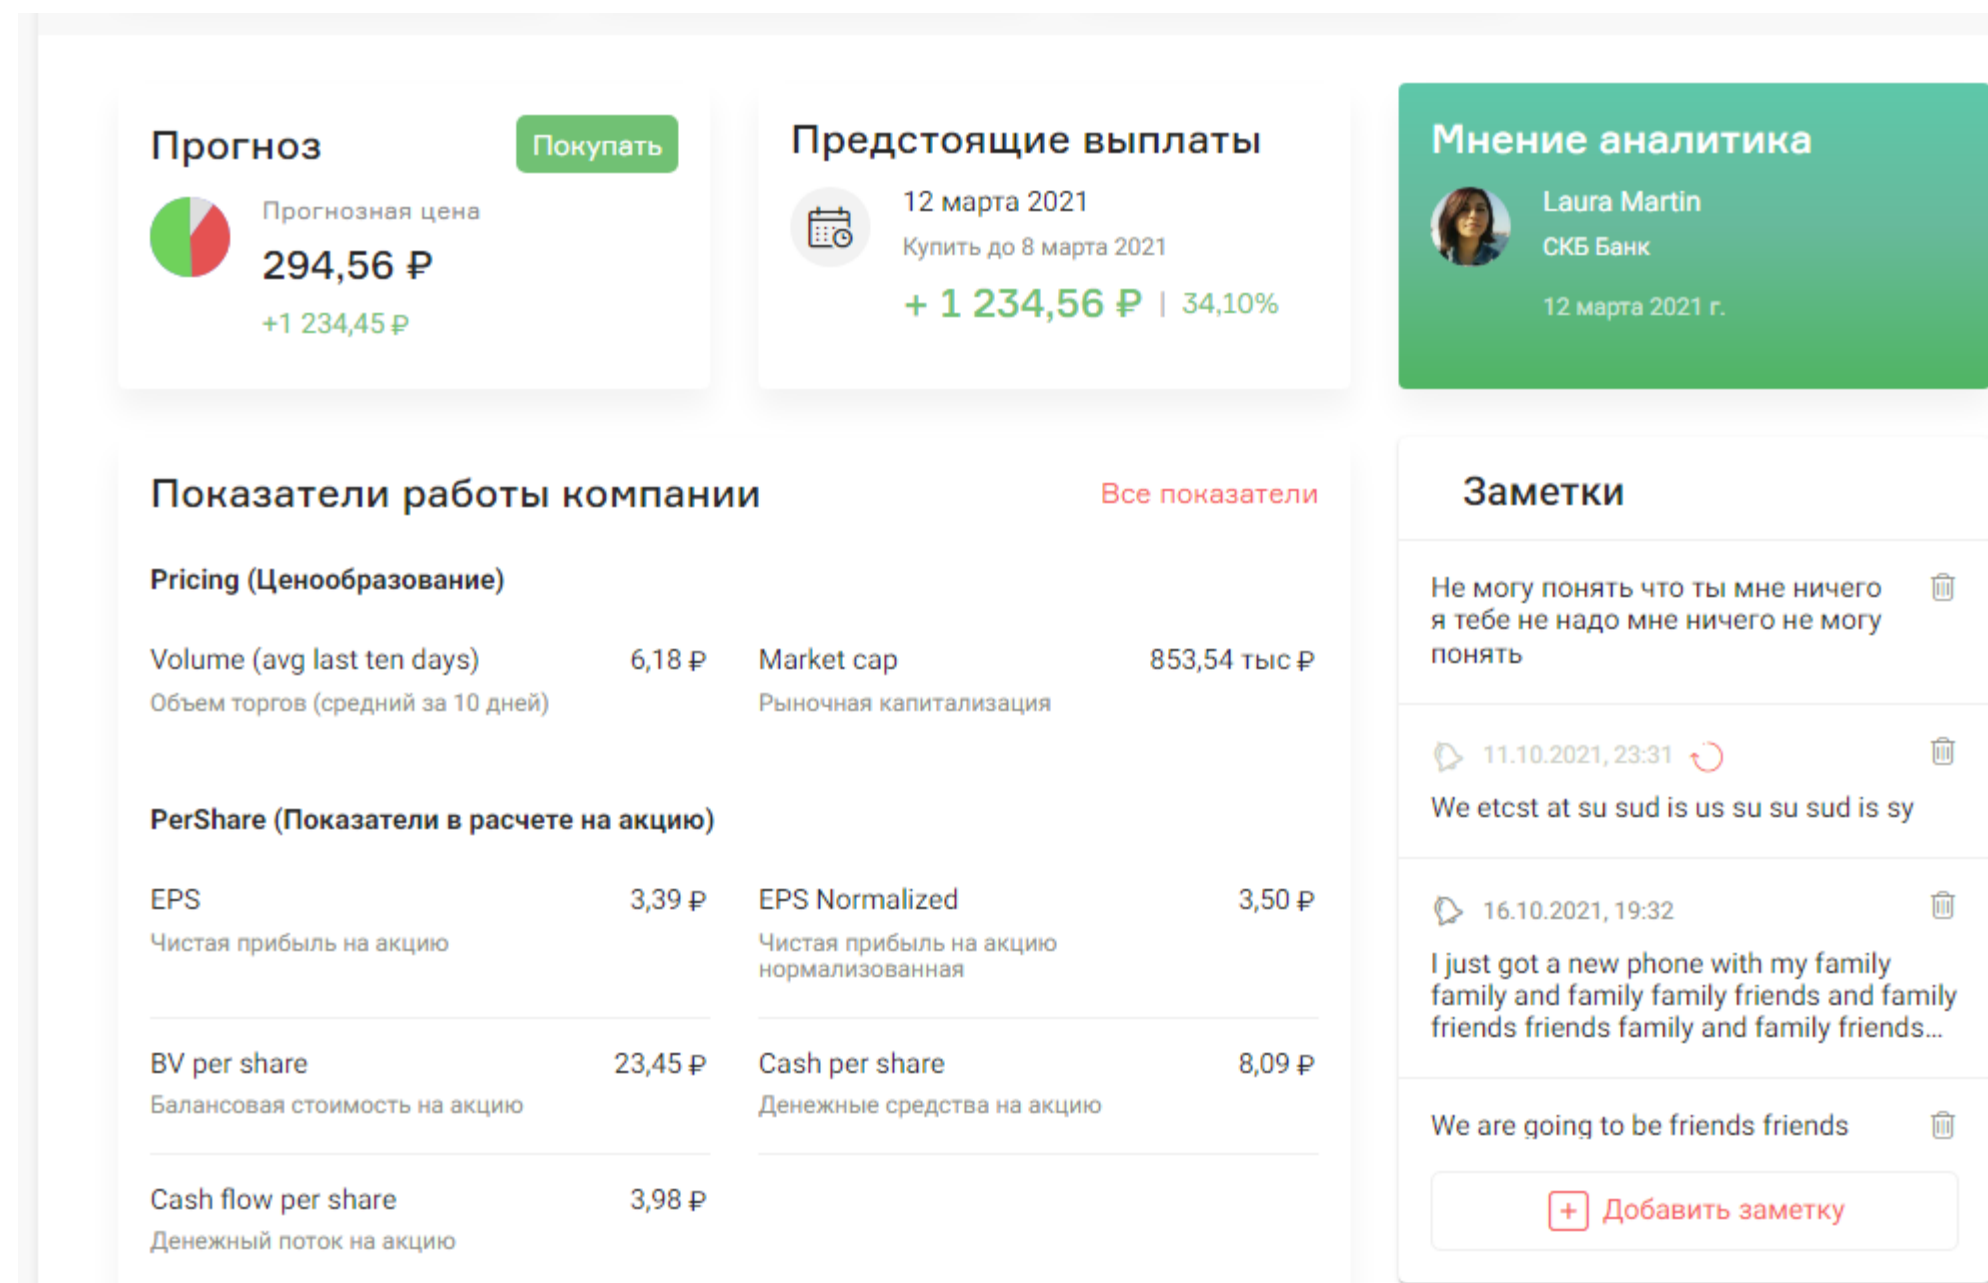 Прогноз
Покупать
Прогнозная цена
294,56 ₽
+1 234,45 ₽
Предстоящие выплаты
12 марта 2021
Купить до 8 марта 2021
+ 1 234,56 ₽ | 34,10%
Мнение аналитика
Laura Martin
СКБ Банк
12 марта 2021 г.
Показатели работы компании
Все показатели
Pricing (Ценообразование)
Volume (avg last ten days) 6,18 ₽
Объем торгов (средний за 10 дней)
Market cap 853,54 тыс ₽
Рыночная капитализация
PerShare (Показатели в расчете на акцию)
EPS 3,39 ₽
Чистая прибыль на акцию
EPS Normalized 3,50 ₽
Чистая прибыль на акцию
нормализованная
BV per share 23,45 ₽
Балансовая стоимость на акцию
Cash per share 8,09 ₽
Денежные средства на акцию
Cash flow per share 3,98 ₽
Денежный поток на акцию
Заметки
Не могу понять что ты мне ничего
я тебе не надо мне ничего не могу
понять
11.10.2021, 23:31
We etcst at su sud is us su su sud is sy
16.10.2021, 19:32
I just got a new phone with my family
family and family family friends and family
friends friends family and family friends...
We are going to be friends friends
+ Добавить заметку